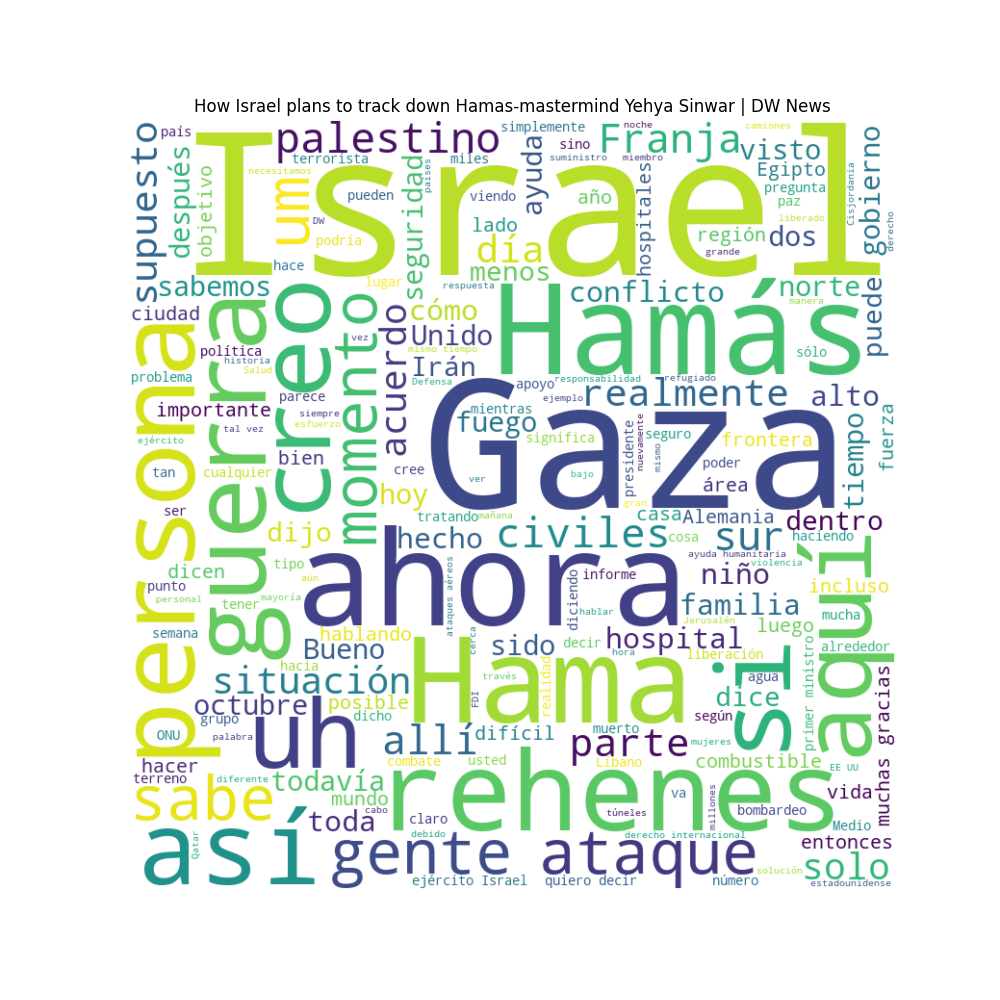 How Israel plans to track down Hamas-mastermind Yehya Sinwar | DW News
Israel
Gaza
Hamás
ahora
Hama
rehenes
persona
guerra
creo
aquí
así
uh
si
gente
ataque
sabe
momento
palestino
um
Franja
parte
civiles
solo
sur
allí
situación
supuesto
después
objetivo
país
terrorista
necesitamos
DW
podría
pueden
seguridad
países
miles
simplemente
viendo
ayuda
suministro
sino
noche
miembro
hospitales
año
lado
día
menos
hace
lugar
respuesta
camiones
visto
Egipto
pregunta
paz
liberado
Cisjordania
gobierno
derecho
región
dos
grande
sabemos
ciudad
política
historia
Salud
problema
vez
acuerdo
cómo
Unido
mismo tiempo
Irán
Defensa
conflicto
norte
manera
puede
sólo
apoyo
responsabilidad
refugiado
ejemplo
realmente
alto
importante
parece
siempre
esfuerzo
tal vez
ejército
bien
cualquier
tan
ser
cree
mientras
fuego
significa
seguro
presidente
nuevamente
mismo
frontera
poder
área
tiempo
fuerza
ver
bajo
gran
hoy
tratando
mañana
casa
cosa
Alemania
dentro
haciendo
dijo
hecho
dicen
tipo
punto
aún
personal
tener
mayoría
semana
ataques aéreos
cerca
diciendo
informe
hablar
ayuda humanitaria
violencia
niño
incluso
familia
mucha
Jerusalén
luego
alrededor
hablando
Bueno
sido
decir
hora
hospital
liberación
primer ministro
hacia
través
realidad
agua
dice
octubre
posible
dicho
FDI
difícil
muerto
según
grupo
palabra
ONU
hacer
terreno
diferente
todavía
combate
usted
Líbano
mujeres
combustible
EE UU
muchas gracias
mundo
cabo
toda
claro
debido
va
túneles
millones
bombardeo
vida
Medio
derecho internacional
entonces
Qatar
ejército Israel
quiero decir
número
solución
estadounidense